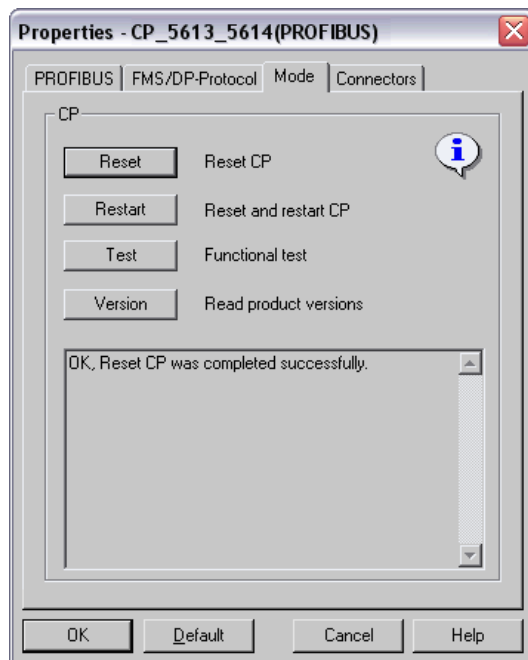 Properties - CP_5613_5614(PROFIBUS)
PROFIBUS FMS/DP-Protocol Mode Connectors
CP
Reset Reset CP
Restart Reset and restart CP
Test Functional test
Version Read product versions
OK, Reset CP was completed successfully.
OK Default Cancel Help